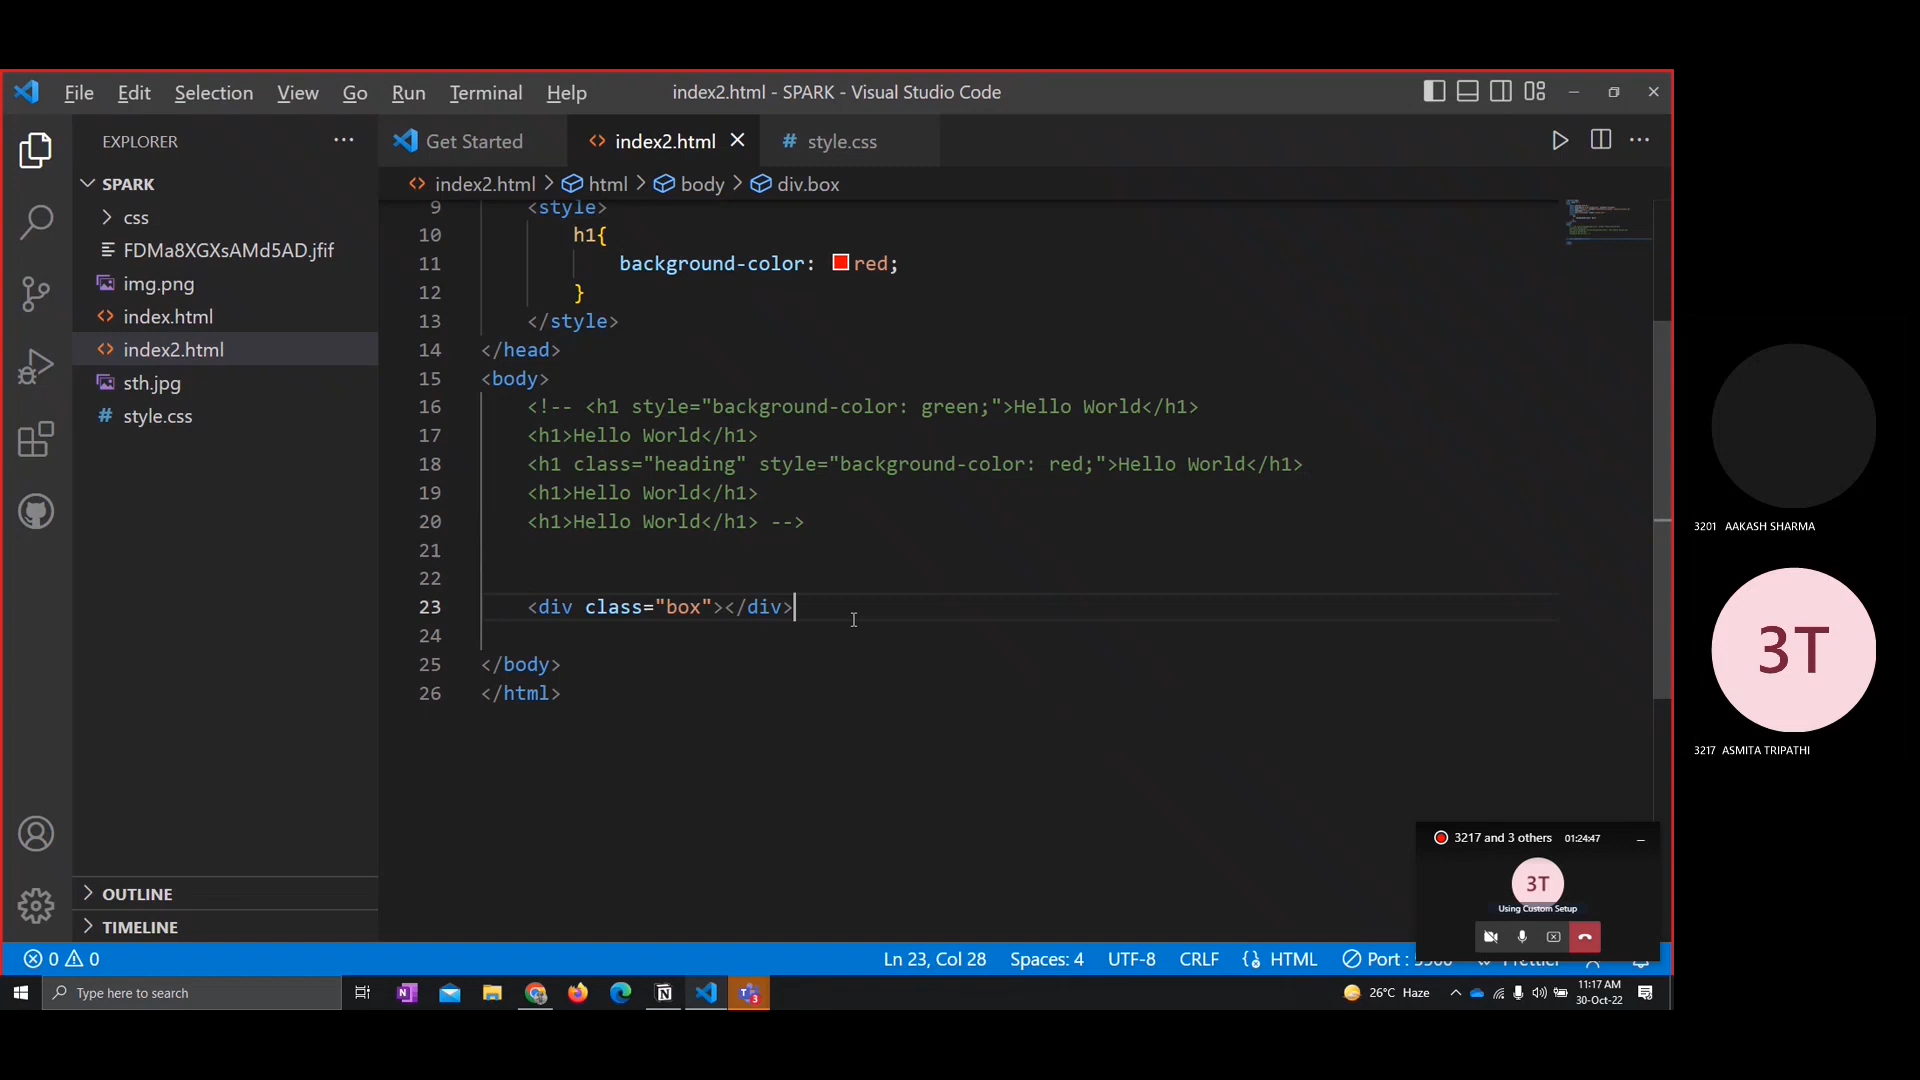 File Edit Selection View Go Run Terminal Help index2.html - SPARK - Visual Studio Code
EXPLORER
SPARK
css
FDMa8XGXsAMd5AD.jfif
img.png
index.html
index2.html
sth.jpg
style.css
OUTLINE
TIMELINE
Get Started index2.html # style.css
index2.html > html > body > div.box
9 <style>
10 h1{
11 background-color: red;
12 }
13 </style>
14 </head>
15 <body>
16 <!-- <h1 style="background-color: green;">Hello World</h1>
17 <h1>Hello World</h1>
18 <h1 class="heading" style="background-color: red;">Hello World</h1>
19 <h1>Hello World</h1>
20 <h1>Hello World</h1> -->
21
22
23 <div class="box"></div>
24
25 </body>
26 </html>
3201 AAKASH SHARMA
3T
3217 ASMITA TRIPATHI
3217 and 3 others 01:24:47
3T
Using Custom Setup
0 0 Ln 23, Col 28 Spaces: 4 UTF-8 CRLF HTML Port :
Type here to search 26°C Haze 11:17 AM
30-Oct-22